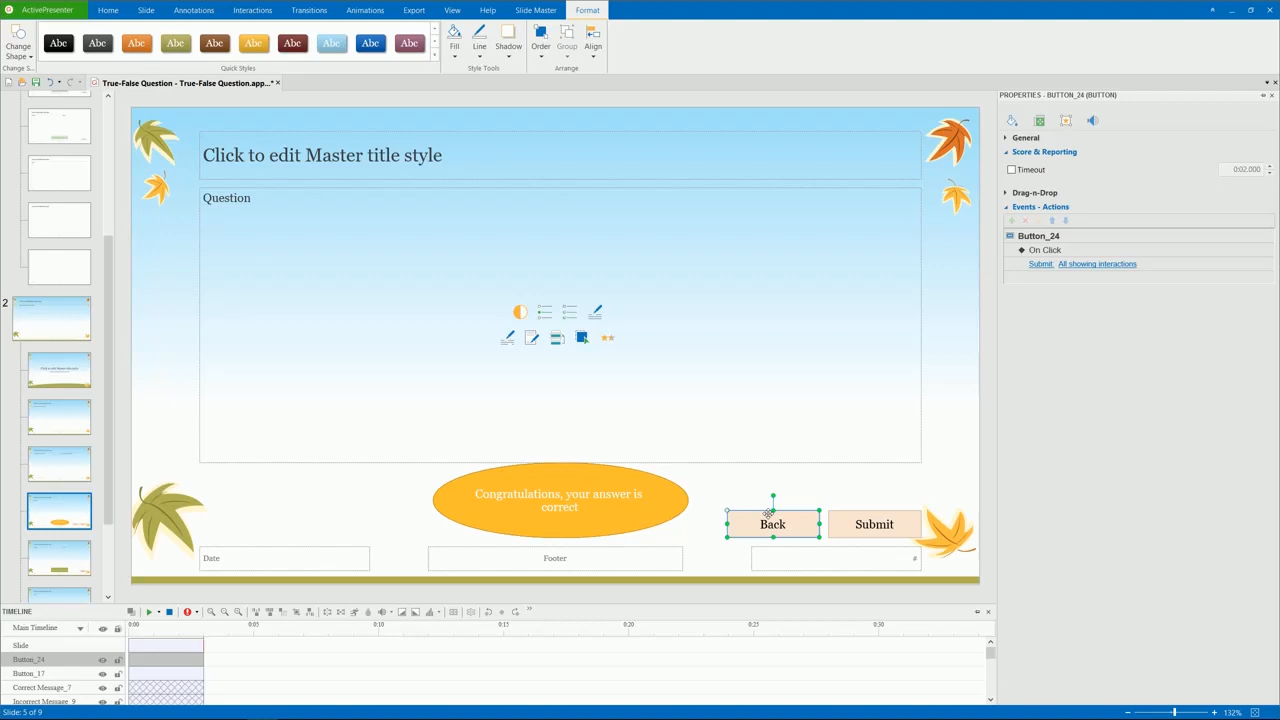 ActivePresenter Home Slide Annotations Interactions Transitions Animations Export View Help Slide Master Format
Change
Shape
Abc Abc Abc Abc Abc Abc Abc Abc Abc Abc
Fill Line Shadow
Order Group Align
Change S... Quick Styles Style Tools Arrange
True-False Question - True-False Question.app...*
PROPERTIES - BUTTON_24 (BUTTON)
General
Score & Reporting
Timeout 0:02.000
Drag-n-Drop
Events - Actions
Button_24
On Click
Submit: All showing interactions
2
Click to edit Master title style
Question
Congratulations, your answer is
correct
Back Submit
Date Footer #
TIMELINE
Main Timeline 0:00 0:05 0:10 0:15 0:20 0:25 0:30
Slide
Button_24
Button_17
Correct Message_7
Incorrect Message_9
Slide: 5 of 9 132%